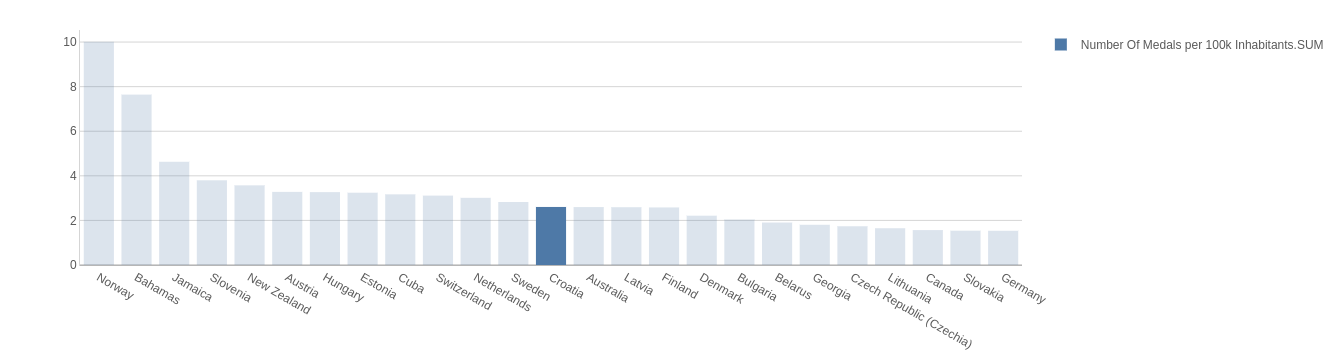 10
8
6
4
2
0
Norway
Bahamas
Jamaica
Slovenia
New Zealand
Austria
Hungary
Estonia
Cuba
Switzerland
Netherlands
Sweden
Croatia
Australia
Latvia
Finland
Denmark
Bulgaria
Belarus
Georgia
Czech Republic (Czechia)
Lithuania
Canada
Slovakia
Germany
Number Of Medals per 100k Inhabitants.SUM